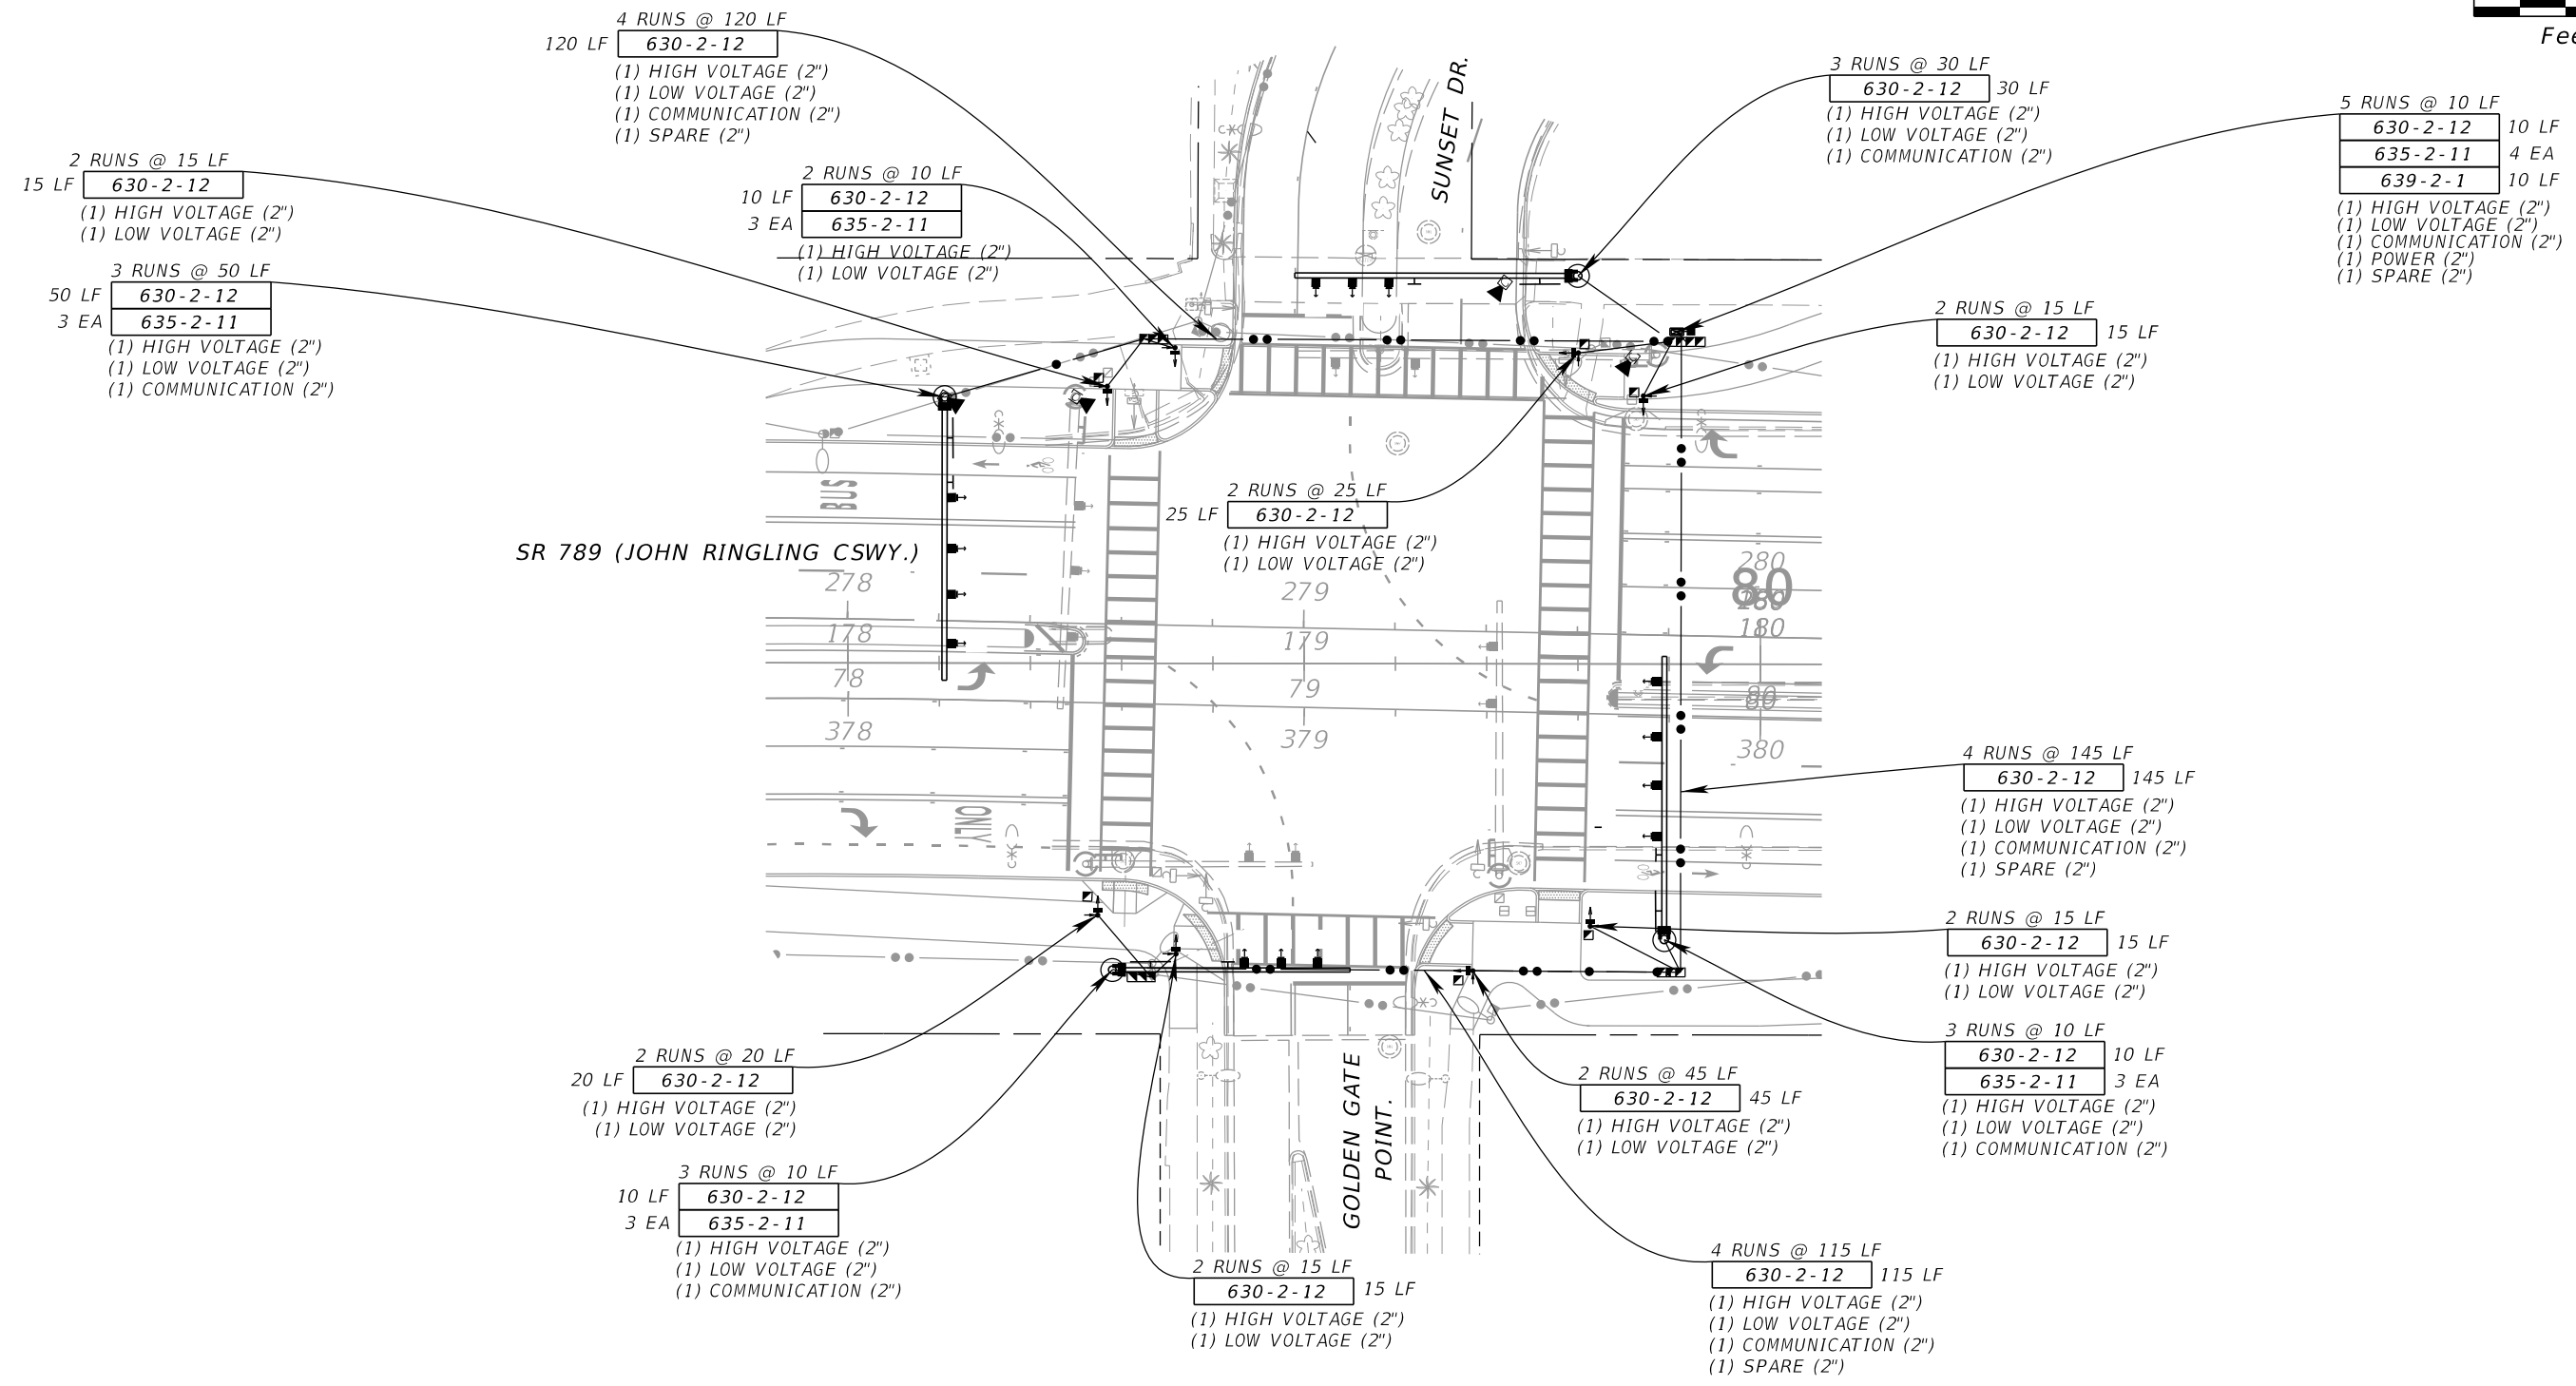 4 RUNS @ 120 LF
120 LF 630-2-12
(1) HIGH VOLTAGE (2")
(1) LOW VOLTAGE (2")
(1) COMMUNICATION (2")
(1) SPARE (2")
2 RUNS @ 15 LF
15 LF 630-2-12
(1) HIGH VOLTAGE (2")
(1) LOW VOLTAGE (2")
2 RUNS @ 10 LF
10 LF 630-2-12
3 EA 635-2-11
(1) HIGH VOLTAGE (2")
(1) LOW VOLTAGE (2")
3 RUNS @ 50 LF
50 LF 630-2-12
3 EA 635-2-11
(1) HIGH VOLTAGE (2")
(1) LOW VOLTAGE (2")
(1) COMMUNICATION (2")
SUNSET DR.
3 RUNS @ 30 LF
630-2-12 30 LF
(1) HIGH VOLTAGE (2")
(1) LOW VOLTAGE (2")
(1) COMMUNICATION (2")
5 RUNS @ 10 LF
630-2-12 10 LF
635-2-11 4 EA
639-2-1 10 LF
(1) HIGH VOLTAGE (2")
(1) LOW VOLTAGE (2")
(1) COMMUNICATION (2")
(1) POWER (2")
(1) SPARE (2")
2 RUNS @ 15 LF
630-2-12 15 LF
(1) HIGH VOLTAGE (2")
(1) LOW VOLTAGE (2")
2 RUNS @ 25 LF
25 LF 630-2-12
(1) HIGH VOLTAGE (2")
(1) LOW VOLTAGE (2")
BUS
SR 789 (JOHN RINGLING CSWY.)
278
178
78
378
279
179
79
379
280
80
180
180
80
80
380
ONLY
4 RUNS @ 145 LF
630-2-12 145 LF
(1) HIGH VOLTAGE (2")
(1) LOW VOLTAGE (2")
(1) COMMUNICATION (2")
(1) SPARE (2")
2 RUNS @ 15 LF
630-2-12 15 LF
(1) HIGH VOLTAGE (2")
(1) LOW VOLTAGE (2")
3 RUNS @ 10 LF
630-2-12 10 LF
635-2-11 3 EA
(1) HIGH VOLTAGE (2")
(1) LOW VOLTAGE (2")
(1) COMMUNICATION (2")
2 RUNS @ 20 LF
20 LF 630-2-12
(1) HIGH VOLTAGE (2")
(1) LOW VOLTAGE (2")
3 RUNS @ 10 LF
10 LF 630-2-12
3 EA 635-2-11
(1) HIGH VOLTAGE (2")
(1) LOW VOLTAGE (2")
(1) COMMUNICATION (2")
GOLDEN GATE
POINT.
2 RUNS @ 45 LF
630-2-12 45 LF
(1) HIGH VOLTAGE (2")
(1) LOW VOLTAGE (2")
2 RUNS @ 15 LF
630-2-12 15 LF
(1) HIGH VOLTAGE (2")
(1) LOW VOLTAGE (2")
4 RUNS @ 115 LF
630-2-12 115 LF
(1) HIGH VOLTAGE (2")
(1) LOW VOLTAGE (2")
(1) COMMUNICATION (2")
(1) SPARE (2")